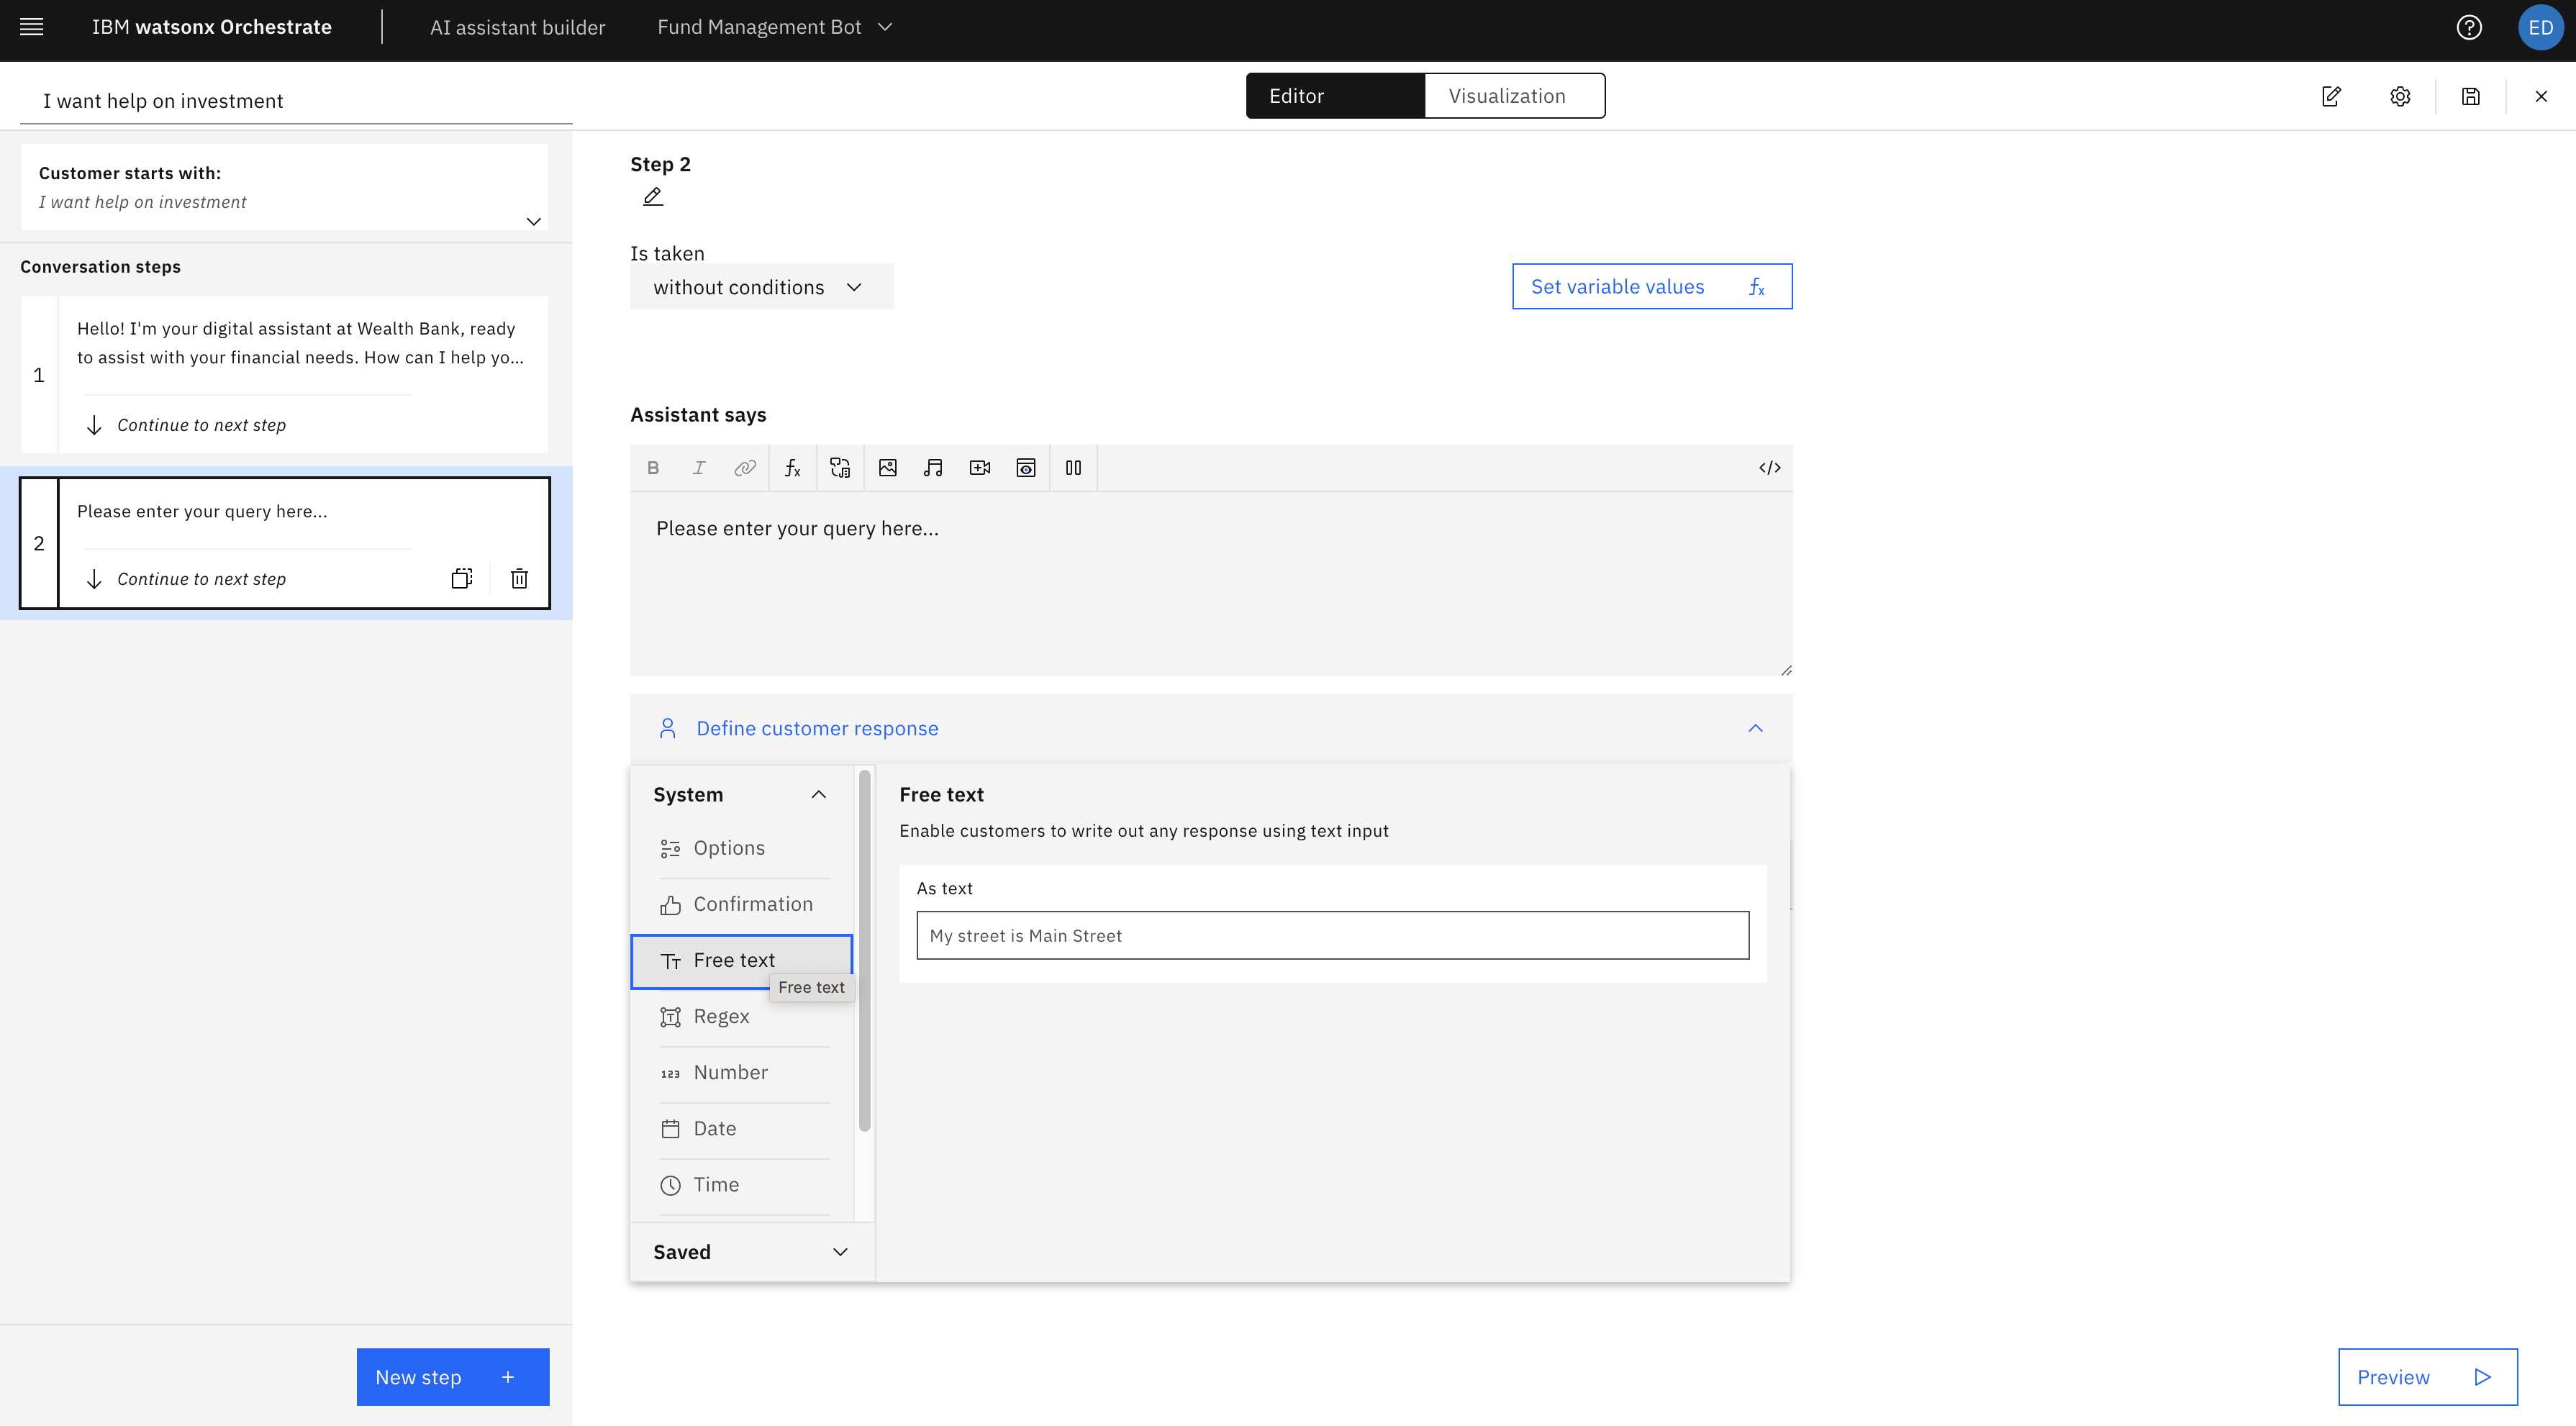 IBM watsonx Orchestrate
AI assistant builder
Fund Management Bot
ED
I want help on investment
Editor
Visualization
Customer starts with:
I want help on investment
Conversation steps
1
Hello! I'm your digital assistant at Wealth Bank, ready
to assist with your financial needs. How can I help yo...
Continue to next step
2
Please enter your query here...
Continue to next step
New step +
Step 2
Is taken
without conditions
Set variable values fx
Assistant says
B I fx </>
Please enter your query here...
Define customer response
System
Options
Confirmation
Tт Free text
Free text
Regex
123 Number
Date
Time
Saved
Free text
Enable customers to write out any response using text input
As text
My street is Main Street
Preview